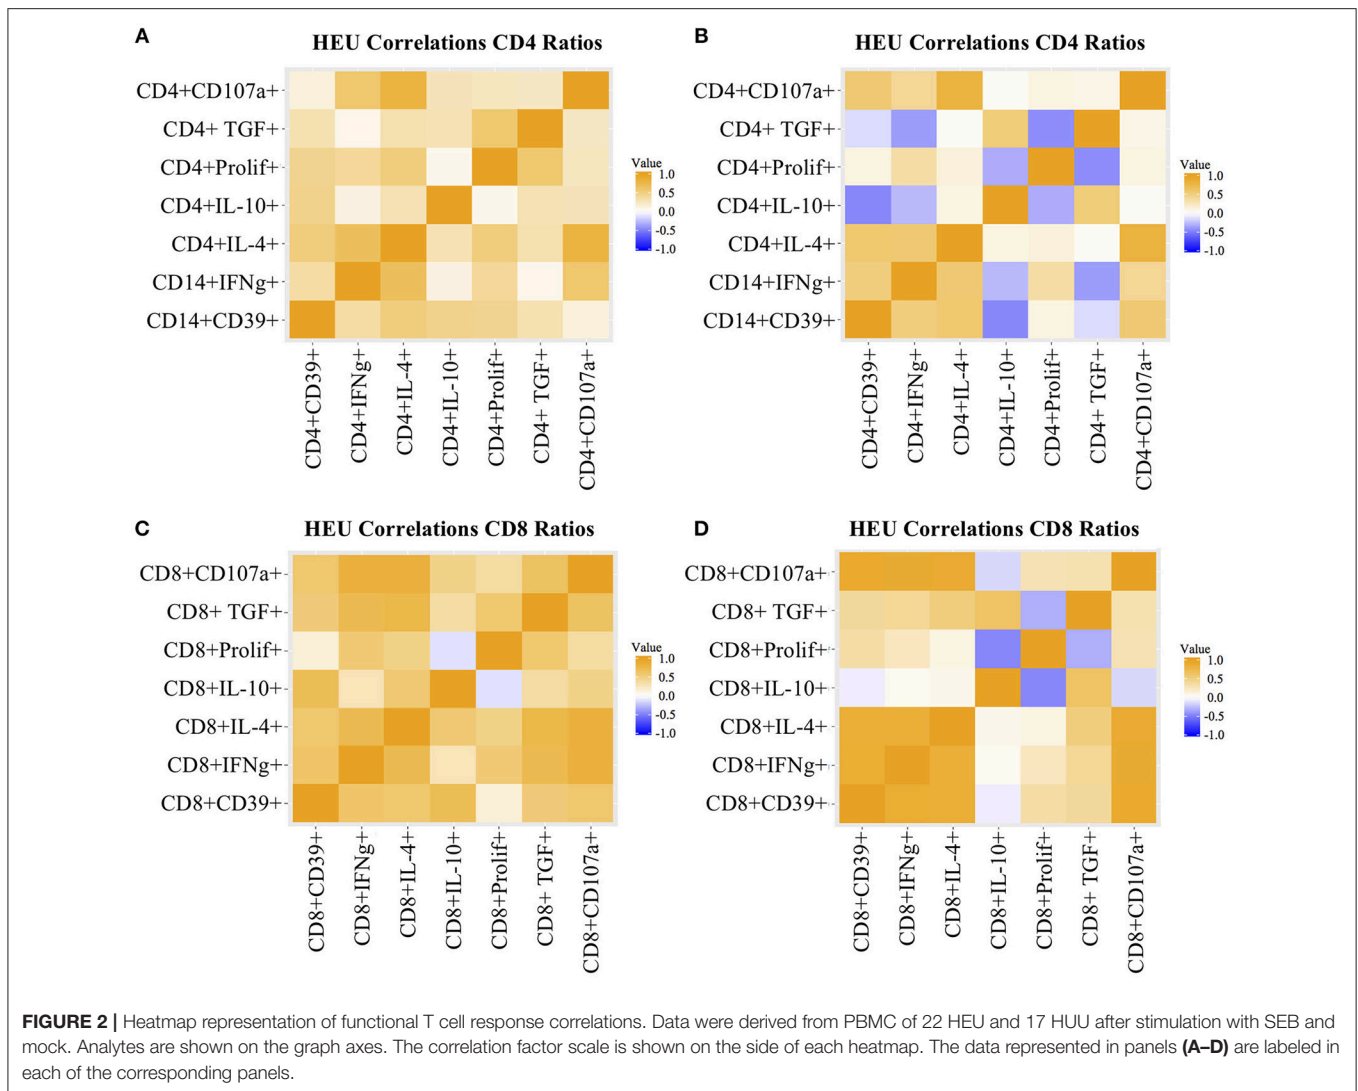 A
HEU Correlations CD4 Ratios
CD4+CD107a+
CD4+ TGF+
CD4+Prolif+
CD4+IL-10+
CD4+IL-4+
CD14+IFNg+
CD14+CD39+
CD4+CD39+
CD4+IFNg+
CD4+IL-4+
CD4+IL-10+
CD4+Prolif+
CD4+ TGF+
CD4+CD107a+
Value
1.0
0.5
0.0
-0.5
-1.0
B
HEU Correlations CD4 Ratios
CD4+CD107a+
CD4+ TGF+
CD4+Prolif+
CD4+IL-10+
CD4+IL-4+
CD14+IFNg+
CD14+CD39+
CD4+CD39+
CD4+IFNg+
CD4+IL-4+
CD4+IL-10+
CD4+Prolif+
CD4+ TGF+
CD4+CD107a+
Value
1.0
0.5
0.0
-0.5
-1.0
C
HEU Correlations CD8 Ratios
CD8+CD107a+
CD8+ TGF+
CD8+Prolif+
CD8+IL-10+
CD8+IL-4+
CD8+IFNg+
CD8+CD39+
CD8+CD39+
CD8+IFNg+
CD8+IL-4+
CD8+IL-10+
CD8+Prolif+
CD8+ TGF+
CD8+CD107a+
Value
1.0
0.5
0.0
-0.5
-1.0
D
HEU Correlations CD8 Ratios
CD8+CD107a+
CD8+ TGF+
CD8+Prolif+
CD8+IL-10+
CD8+IL-4+
CD8+IFNg+
CD8+CD39+
CD8+CD39+
CD8+IFNg+
CD8+IL-4+
CD8+IL-10+
CD8+Prolif+
CD8+ TGF+
CD8+CD107a+
Value
1.0
0.5
0.0
-0.5
-1.0
FIGURE 2 | Heatmap representation of functional T cell response correlations. Data were derived from PBMC of 22 HEU and 17 HUU after stimulation with SEB and
mock. Analytes are shown on the graph axes. The correlation factor scale is shown on the side of each heatmap. The data represented in panels (A–D) are labeled in
each of the corresponding panels.